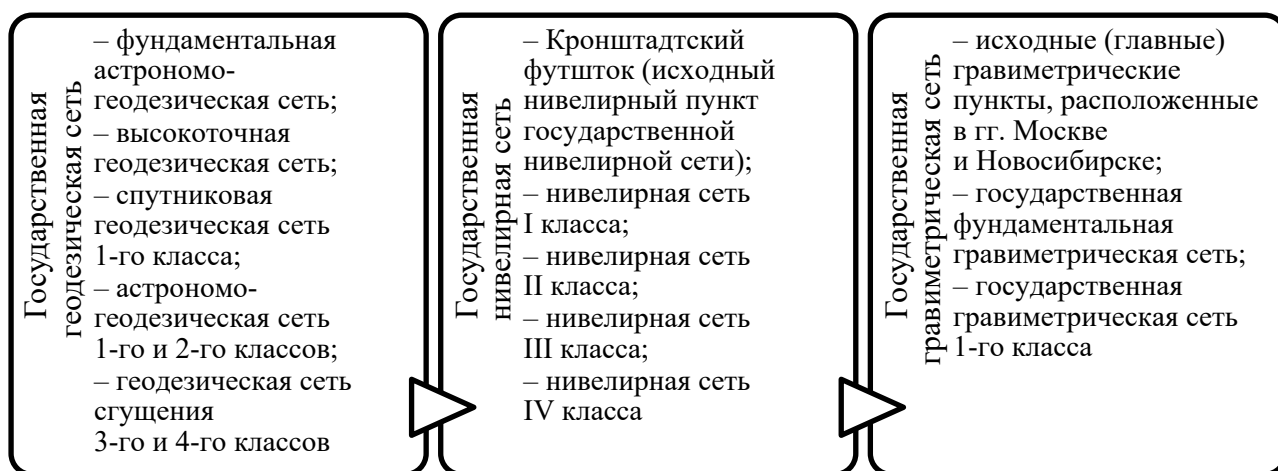 Государственная
геодезическая сеть
– фундаментальная
астрономо-
геодезическая сеть;
– высокоточная
геодезическая сеть;
– спутниковая
геодезическая сеть
1-го класса;
– астрономо-
геодезическая сеть
1-го и 2-го классов;
– геодезическая сеть
сгущения
3-го и 4-го классов
Государственная
нивелирная сеть
– Кронштадтский
футшток (исходный
нивелирный пункт
государственной
нивелирной сети);
– нивелирная сеть
I класса;
– нивелирная сеть
II класса;
– нивелирная сеть
III класса;
– нивелирная сеть
IV класса
Государственная
гравиметрическая сеть
– исходные (главные)
гравиметрические
пункты, расположенные
в гг. Москве
и Новосибирске;
– государственная
фундаментальная
гравиметрическая сеть;
– государственная
гравиметрическая сеть
1-го класса